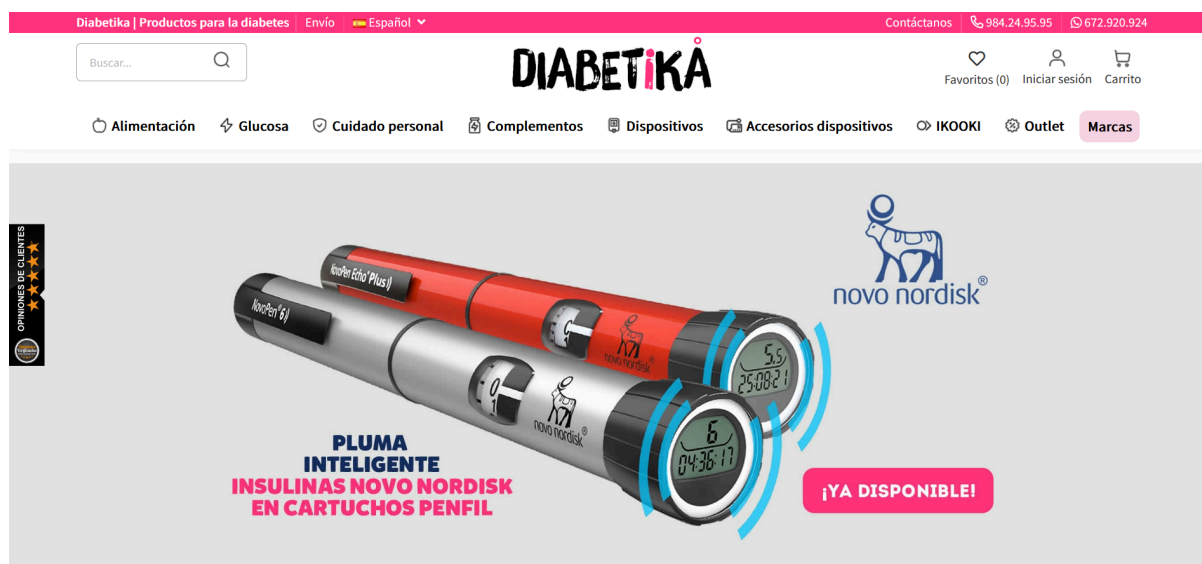 Diabetika | Productos para la diabetes Envío Español Contáctanos 984.24.95.95 672.920.924
Buscar...
DIABETIKA
Favoritos (0) Iniciar sesión Carrito
Alimentación Glucosa Cuidado personal Complementos Dispositivos Accesorios dispositivos IKOOKI Outlet Marcas
OPINIONES DE CLIENTES
novo nordisk®
NovoPen Echo® Plus
NovoPen® 6
novo nordisk®
novo nordisk®
0
1
5.5
25:08:21
6
04:36:17
PLUMA
INTELIGENTE
INSULINAS NOVO NORDISK
EN CARTUCHOS PENFIL
¡YA DISPONIBLE!